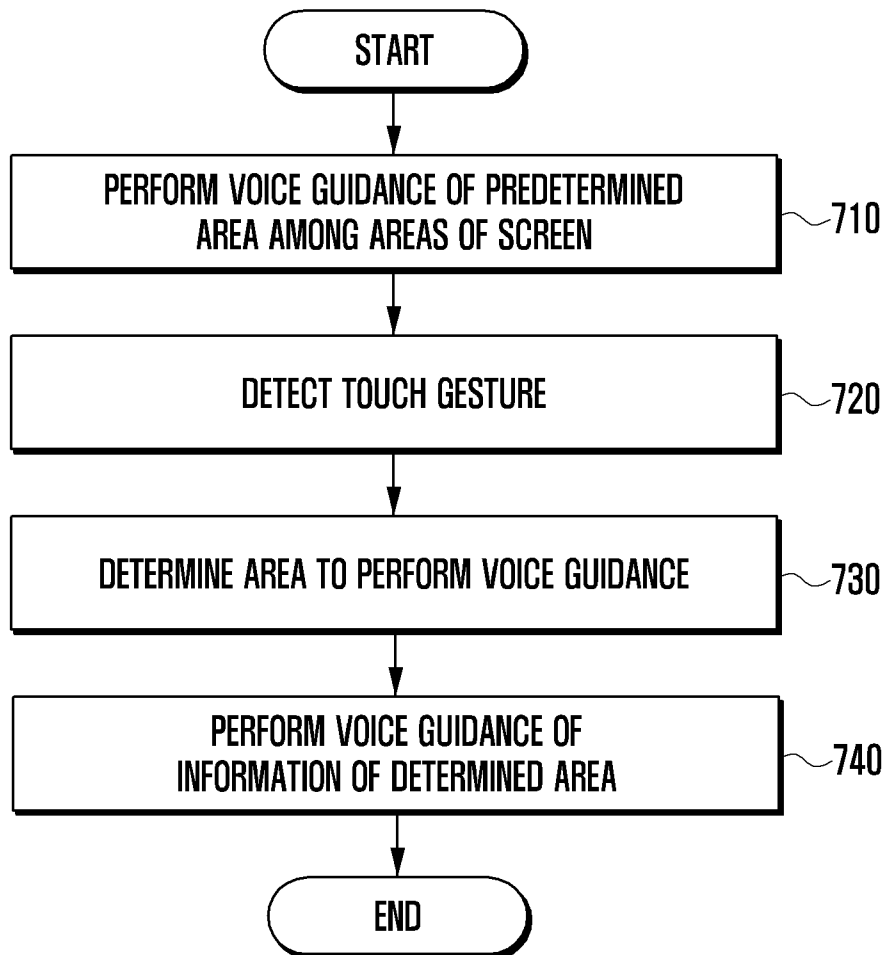 START
PERFORM VOICE GUIDANCE OF PREDETERMINED
AREA AMONG AREAS OF SCREEN
710
DETECT TOUCH GESTURE
720
DETERMINE AREA TO PERFORM VOICE GUIDANCE
730
PERFORM VOICE GUIDANCE OF
INFORMATION OF DETERMINED AREA
740
END